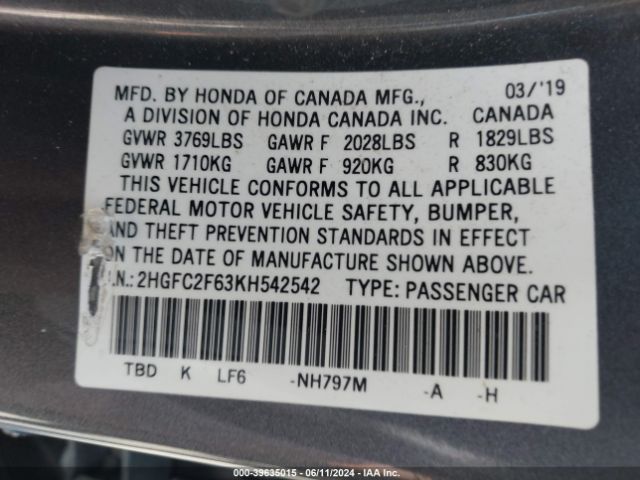 MFD. BY HONDA OF CANADA MFG., 03/'19
A DIVISION OF HONDA CANADA INC. CANADA
GVWR 3769LBS GAWR F 2028LBS R 1829LBS
GVWR 1710KG GAWR F 920KG R 830KG
THIS VEHICLE CONFORMS TO ALL APPLICABLE
FEDERAL MOTOR VEHICLE SAFETY, BUMPER,
AND THEFT PREVENTION STANDARDS IN EFFECT
ON THE DATE OF MANUFACTURE SHOWN ABOVE.
I.N.: 2HGFC2F63KH542542 TYPE: PASSENGER CAR
TBD K LF6 -NH797M -A -H
000-39635015 - 06/11/2024 - IAA Inc.